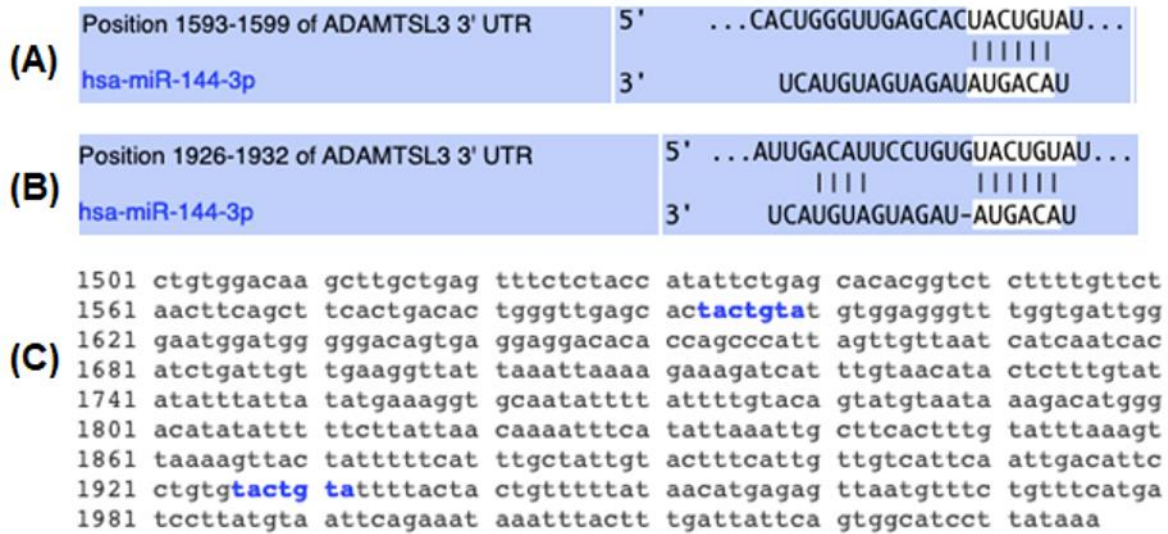 (A)
Position 1593-1599 of ADAMTSL3 3' UTR 5' ...CACUGGGUUGAGCACUACUGUAU...
||||||
hsa-miR-144-3p 3' UCAUGUAGUAGAUAUGACAU
(B)
Position 1926-1932 of ADAMTSL3 3' UTR 5' ...AUUGACAUUCCUGUGUACUGUAU...
|||| ||||||
hsa-miR-144-3p 3' UCAUGUAGUAGAU-AUGACAU
(C)
1501 ctgtggacaa gcttgctgag tttctctacc atattctgag cacacggtct cttttgttct
1561 aacttcagct tcactgacac tgggttgagc actactgtat gtggagggtt tggtgattgg
1621 gaatggatgg gggacagtga ggaggacaca ccagcccatt agttgttaat catcaatcac
1681 atctgattgt tgaaggttat taaattaaaa gaaagatcat ttgtaacata ctctttgtat
1741 atatttatta tatgaaaggt gcaatatttt attttgtaca gtatgtaata aagacatggg
1801 acatatattt ttcttattaa caaaatttca tattaaattg cttcactttg tatttaaagt
1861 taaaagttac tatttttcat ttgctattgt actttcattg ttgtcattca attgacattc
1921 ctgtgtactg tattttacta ctgtttttat aacatgagag ttaatgtttc tgtttcatga
1981 tccttatgta attcagaaat aaatttactt tgattattca gtggcatcct tataaa